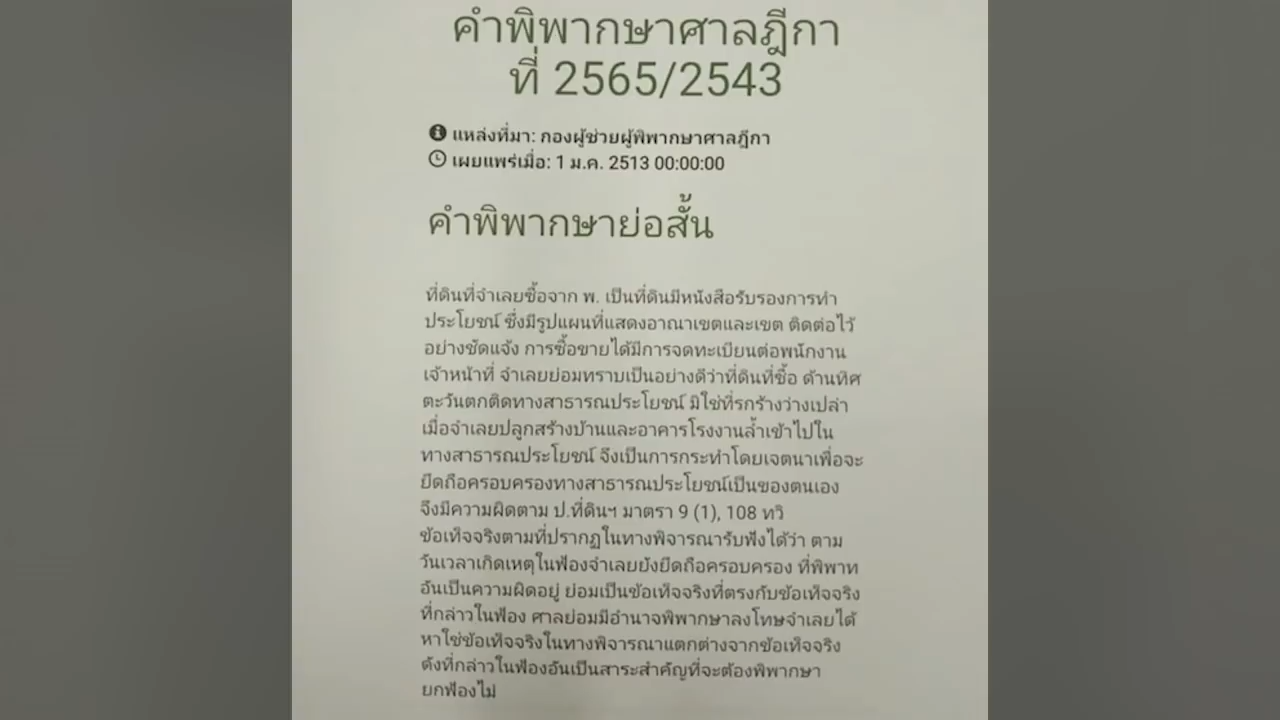 คำพิพากษาศาลฎีกา
ที่ 2565/2543
แหล่งที่มา: กองผู้ช่วยผู้พิพากษาศาลฎีกา
เผยแพร่เมื่อ: 1 ม.ค. 2513 00:00:00
คำพิพากษาย่อสั้น
ที่ดินที่จำเลยซื้อจาก พ. เป็นที่ดินมีหนังสือรับรองการทำ
ประโยชน์ ซึ่งมีรูปแผนที่แสดงอาณาเขตและเขต ติดต่อไว้
อย่างชัดแจ้ง การซื้อขายได้มีการจดทะเบียนต่อพนักงาน
เจ้าหน้าที่ จำเลยย่อมทราบเป็นอย่างดีว่าที่ดินที่ซื้อ ด้านทิศ
ตะวันตกติดทางสาธารณประโยชน์ มิใช่ที่รกร้างว่างเปล่า
เมื่อจำเลยปลูกสร้างบ้านและอาคารโรงงานล้ำเข้าไปใน
ทางสาธารณประโยชน์ จึงเป็นการกระทำโดยเจตนาเพื่อจะ
ยึดถือครอบครองทางสาธารณประโยชน์เป็นของตนเอง
จึงมีความผิดตาม ป.ที่ดินฯ มาตรา 9 (1), 108 ทวิ
ข้อเท็จจริงตามที่ปรากฏในทางพิจารณารับฟังได้ว่า ตาม
วันเวลาเกิดเหตุในฟ้องจำเลยยังยึดถือครอบครอง ที่พิพาท
อันเป็นความผิดอยู่ ย่อมเป็นข้อเท็จจริงที่ตรงกับข้อเท็จจริง
ที่กล่าวในฟ้อง ศาลย่อมมีอำนาจพิพากษาลงโทษจำเลยได้
หาใช่ข้อเท็จจริงในทางพิจารณาแตกต่างจากข้อเท็จจริง
ดังที่กล่าวในฟ้องอันเป็นสาระสำคัญที่จะต้องพิพากษา
ยกฟ้องไม่